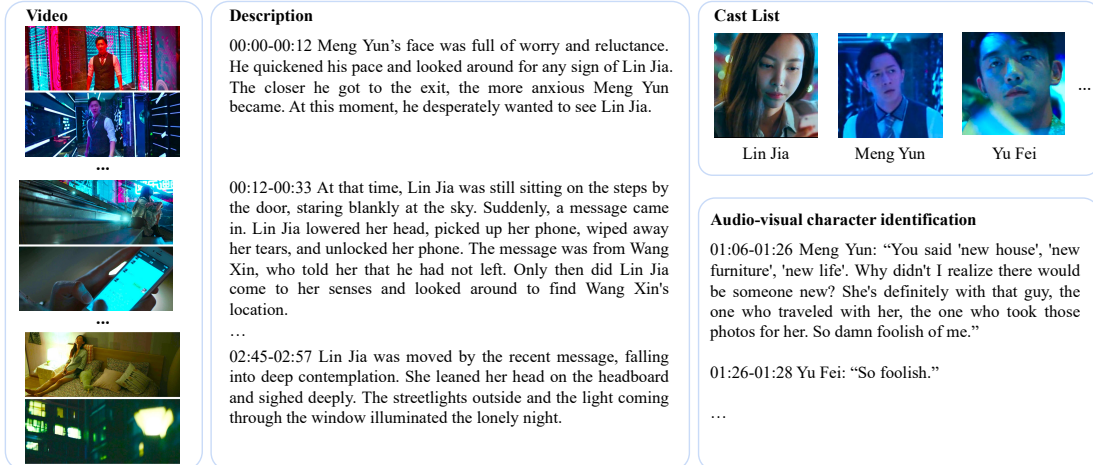 Video
...
...
Description
00:00-00:12 Meng Yun's face was full of worry and reluctance.
He quickened his pace and looked around for any sign of Lin Jia.
The closer he got to the exit, the more anxious Meng Yun
became. At this moment, he desperately wanted to see Lin Jia.
00:12-00:33 At that time, Lin Jia was still sitting on the steps by
the door, staring blankly at the sky. Suddenly, a message came
in. Lin Jia lowered her head, picked up her phone, wiped away
her tears, and unlocked her phone. The message was from Wang
Xin, who told her that he had not left. Only then did Lin Jia
come to her senses and looked around to find Wang Xin's
location.
…
02:45-02:57 Lin Jia was moved by the recent message, falling
into deep contemplation. She leaned her head on the headboard
and sighed deeply. The streetlights outside and the light coming
through the window illuminated the lonely night.
Cast List
...
Lin Jia
Meng Yun
Yu Fei
Audio-visual character identification
01:06-01:26 Meng Yun: “You said 'new house', 'new
furniture', 'new life'. Why didn't I realize there would
be someone new? She's definitely with that guy, the
one who traveled with her, the one who took those
photos for her. So damn foolish of me.”
01:26-01:28 Yu Fei: “So foolish.”
…